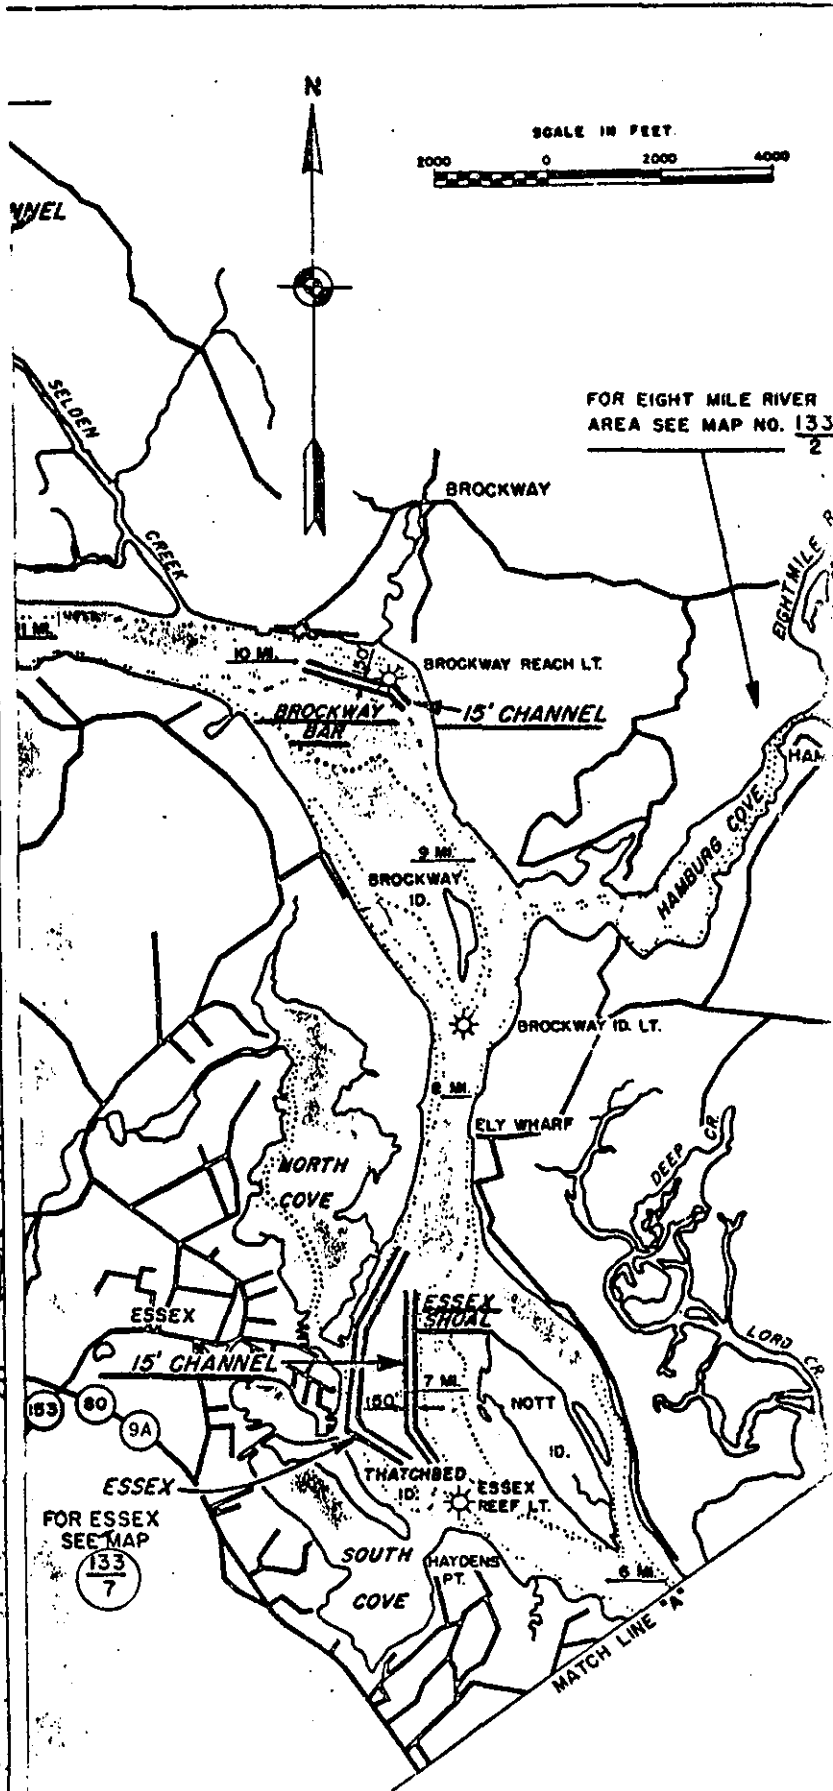 N
SCALE IN FEET
2000 0 2000 4000
NNEL
FOR EIGHT MILE RIVER
AREA SEE MAP NO. 133
2
SELDEN
CREEK
BROCKWAY
EIGHTMILE R
11 MI.
10 MI.
150'
BROCKWAY REACH LT.
BROCKWAY
BAR
15' CHANNEL
HAM
HAMBURG COVE
9 MI.
BROCKWAY
ID.
BROCKWAY ID. LT.
8 MI.
ELY WHARF
DEEP CR.
NORTH
COVE
ESSEX
SHOAL
ESSEX
15' CHANNEL
LORD CR.
7 MI.
150'
NOTT
ID.
153
80
9A
THATCHBED
ID.
ESSEX
REEF LT.
ESSEX
FOR ESSEX
SEE MAP
133
7
SOUTH
COVE
HAYDENS
PT.
6 MI.
MATCH LINE "A"